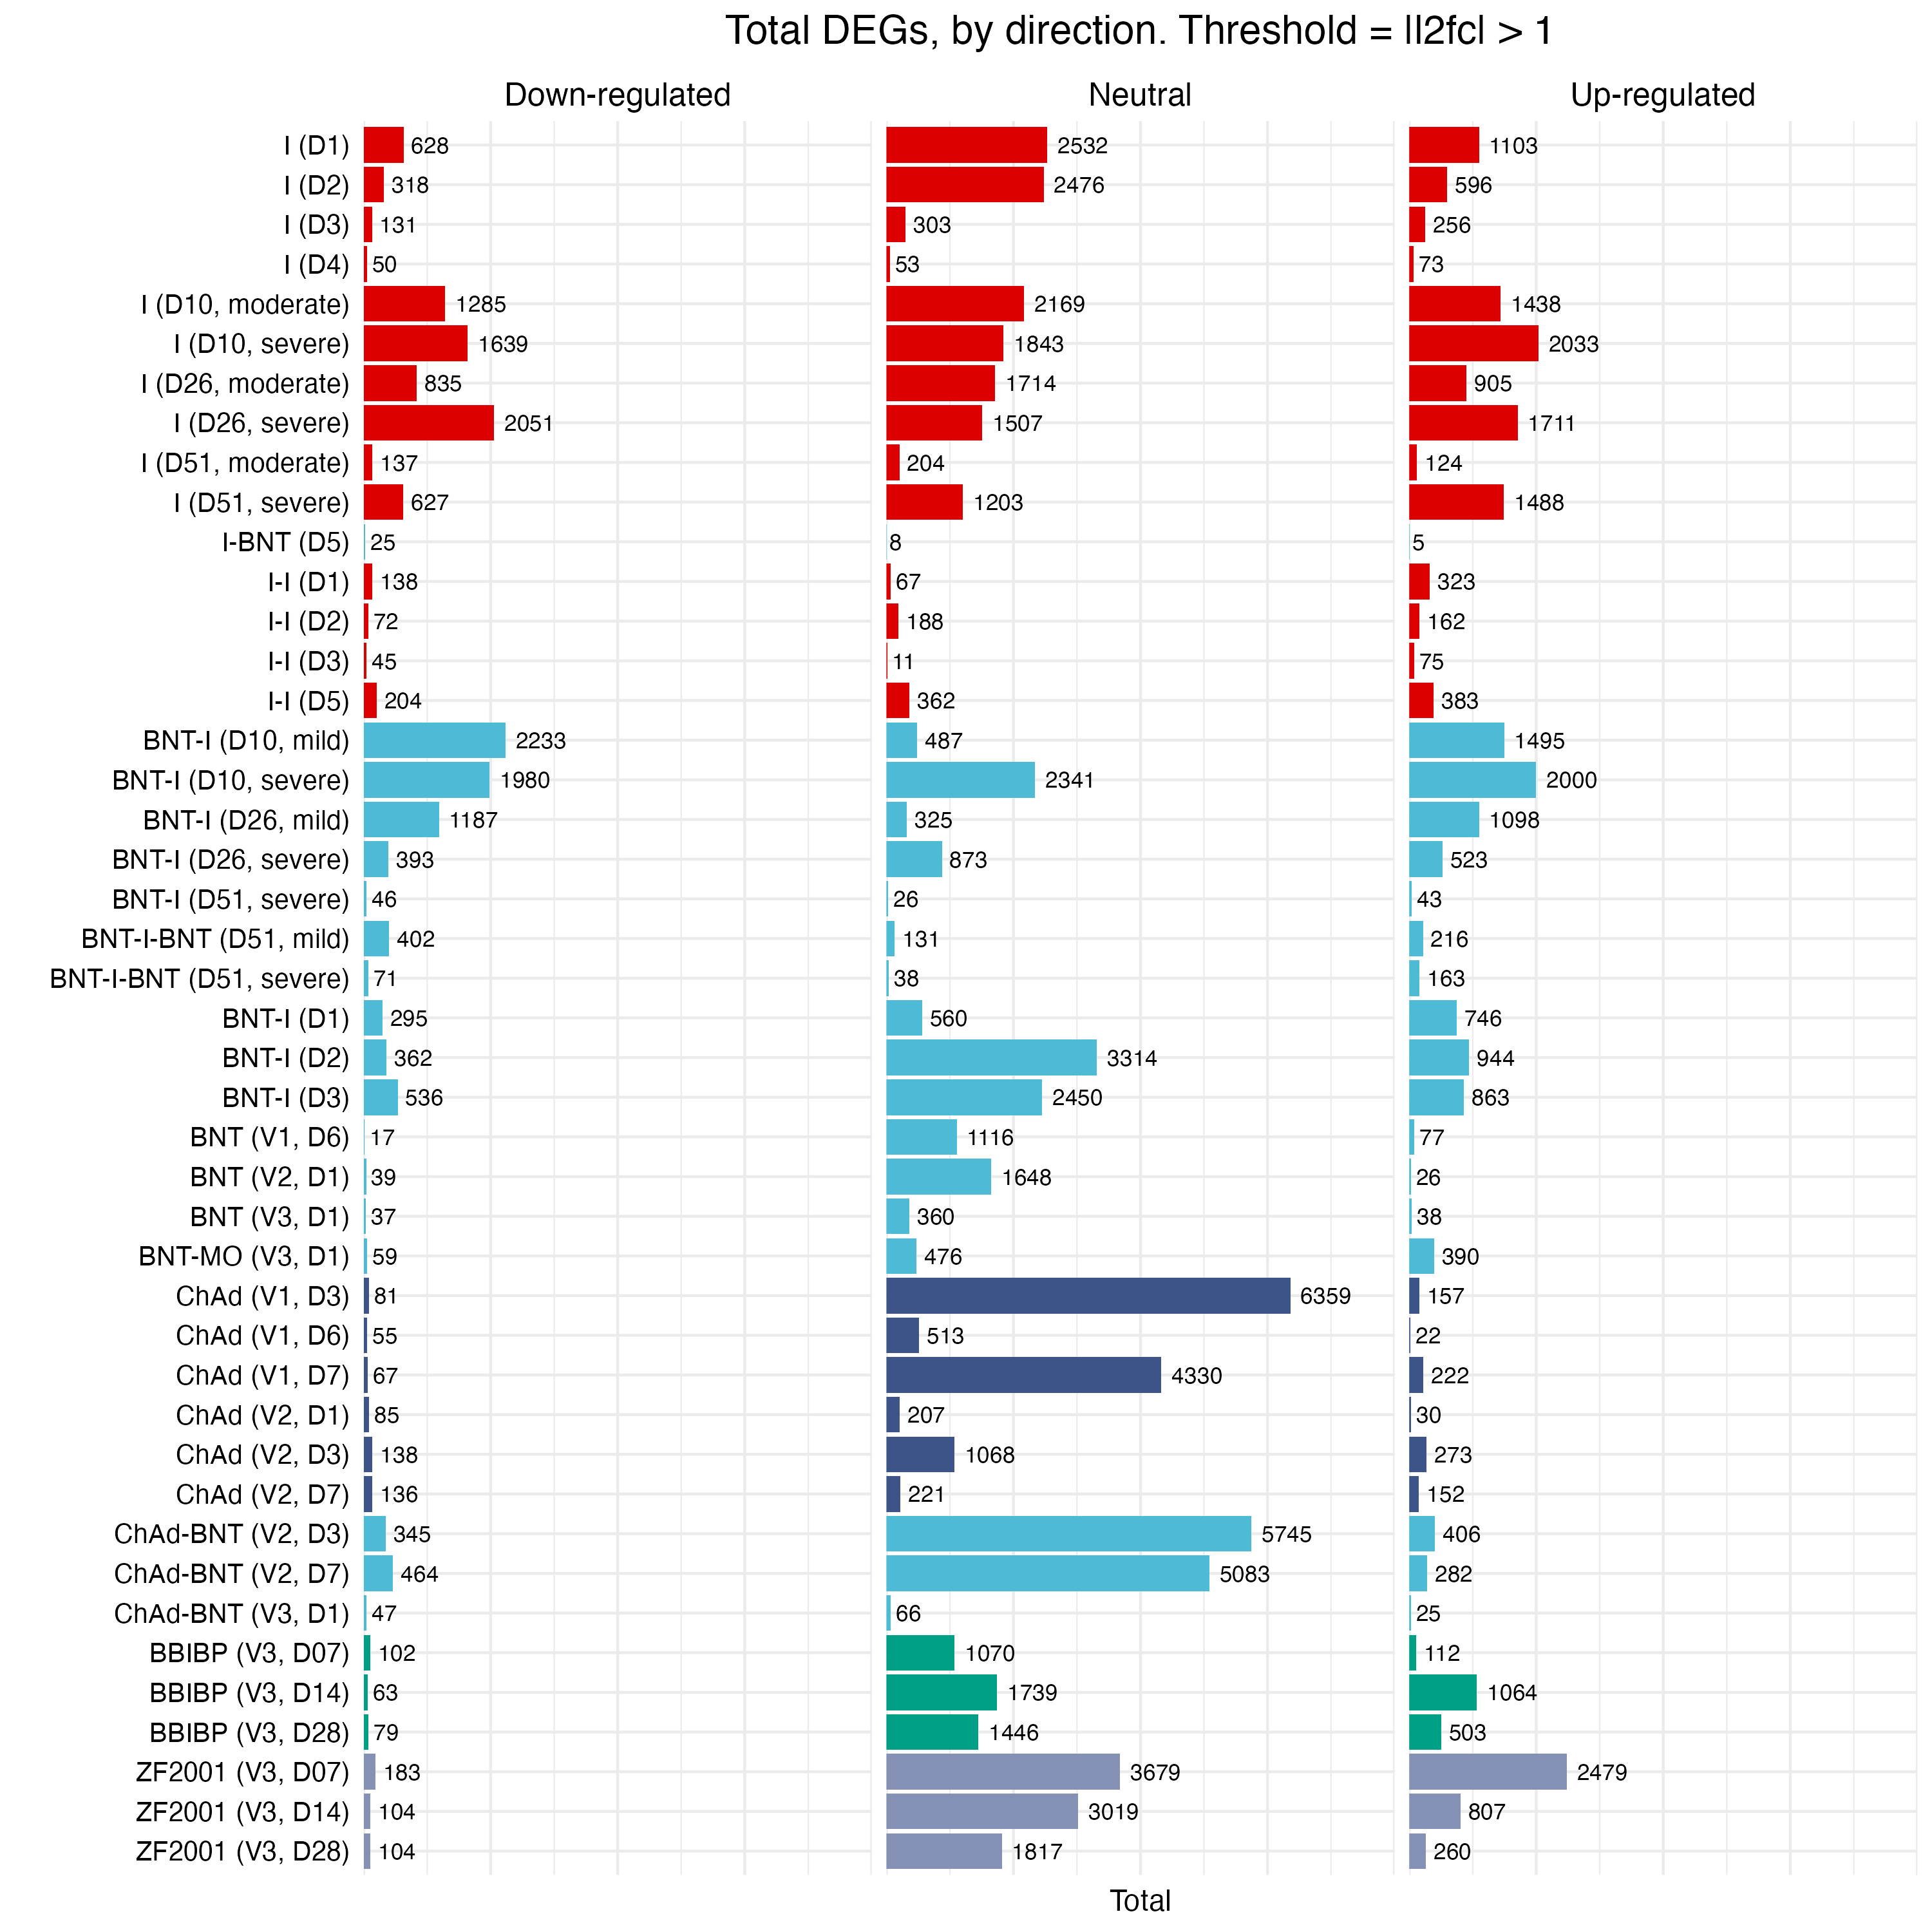 Total DEGs, by direction. Threshold = |l2fc| > 1
Down-regulated Neutral Up-regulated
I (D1) 628 2532 1103
I (D2) 318 2476 596
I (D3) 131 303 256
I (D4) 50 53 73
I (D10, moderate) 1285 2169 1438
I (D10, severe) 1639 1843 2033
I (D26, moderate) 835 1714 905
I (D26, severe) 2051 1507 1711
I (D51, moderate) 137 204 124
I (D51, severe) 627 1203 1488
I-BNT (D5) 25 8 5
I-I (D1) 138 67 323
I-I (D2) 72 188 162
I-I (D3) 45 11 75
I-I (D5) 204 362 383
BNT-I (D10, mild) 2233 487 1495
BNT-I (D10, severe) 1980 2341 2000
BNT-I (D26, mild) 1187 325 1098
BNT-I (D26, severe) 393 873 523
BNT-I (D51, severe) 46 26 43
BNT-I-BNT (D51, mild) 402 131 216
BNT-I-BNT (D51, severe) 71 38 163
BNT-I (D1) 295 560 746
BNT-I (D2) 362 3314 944
BNT-I (D3) 536 2450 863
BNT (V1, D6) 17 1116 77
BNT (V2, D1) 39 1648 26
BNT (V3, D1) 37 360 38
BNT-MO (V3, D1) 59 476 390
ChAd (V1, D3) 81 6359 157
ChAd (V1, D6) 55 513 22
ChAd (V1, D7) 67 4330 222
ChAd (V2, D1) 85 207 30
ChAd (V2, D3) 138 1068 273
ChAd (V2, D7) 136 221 152
ChAd-BNT (V2, D3) 345 5745 406
ChAd-BNT (V2, D7) 464 5083 282
ChAd-BNT (V3, D1) 47 66 25
BBIBP (V3, D07) 102 1070 112
BBIBP (V3, D14) 63 1739 1064
BBIBP (V3, D28) 79 1446 503
ZF2001 (V3, D07) 183 3679 2479
ZF2001 (V3, D14) 104 3019 807
ZF2001 (V3, D28) 104 1817 260
Total